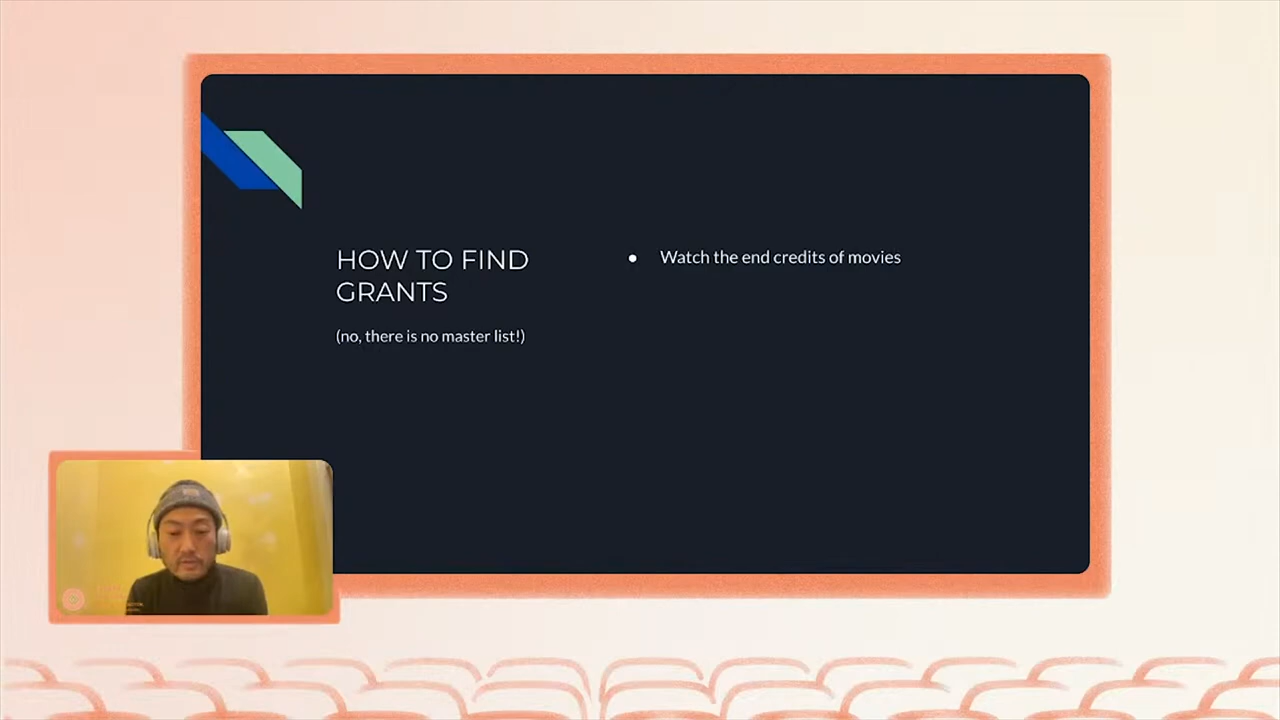 HOW TO FIND
GRANTS
(no, there is no master list!)
● Watch the end credits of movies